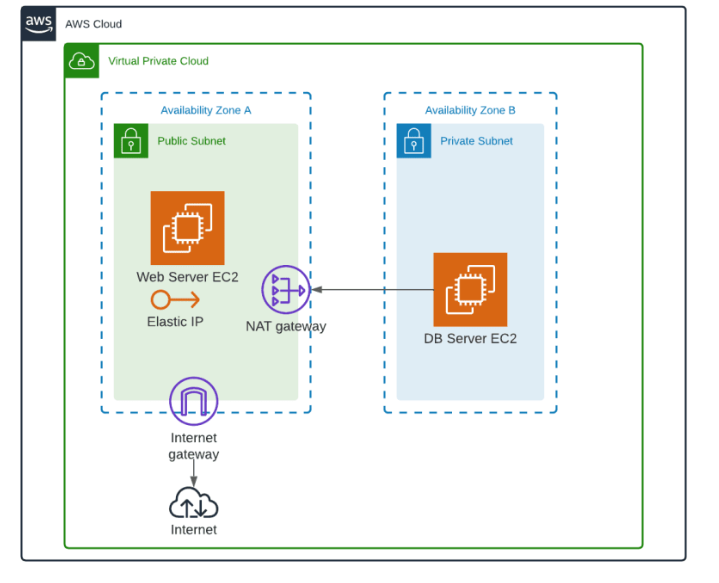 aws
AWS Cloud
Virtual Private Cloud
Availability Zone A
Availability Zone B
Public Subnet
Private Subnet
Web Server EC2
Elastic IP
NAT gateway
DB Server EC2
Internet
gateway
Internet